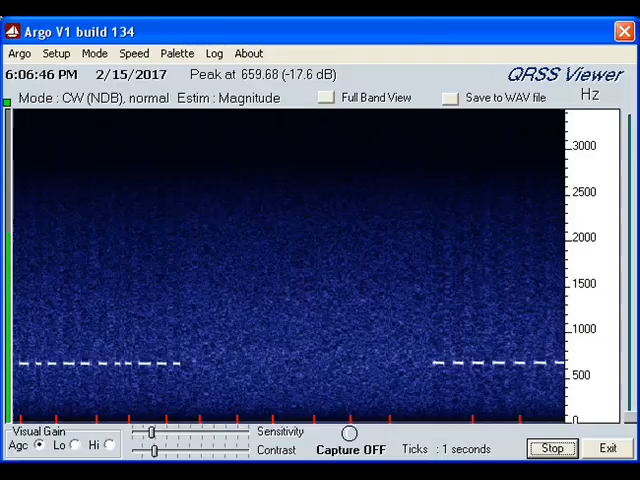 Argo V1 build 134
Argo Setup Mode Speed Palette Log About
6:06:46 PM 2/15/2017 Peak at 659.68 (-17.6 dB) QRSS Viewer
Mode : CW (NDB), normal Estim : Magnitude Full Band View Save to WAV file Hz
3000
2500
2000
1500
1000
500
0
Visual Gain Sensitivity
Agc Lo Hi Contrast Capture OFF Ticks : 1 seconds Stop Exit